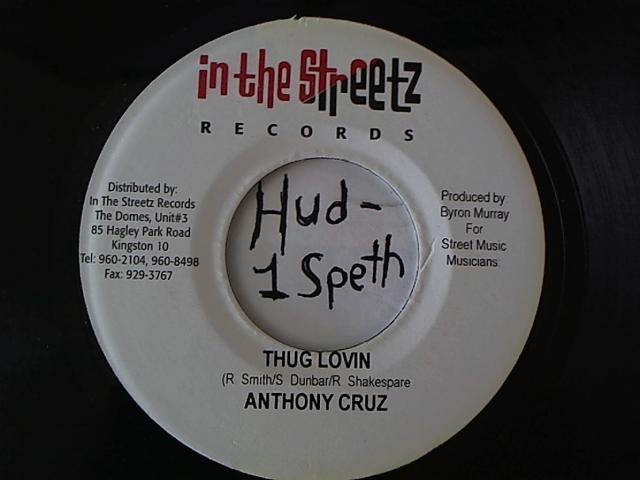 in the Streetz
RECORDS
Distributed by:
In The Streetz Records
The Domes, Unit#3
85 Hagley Park Road
Kingston 10
Tel: 960-2104, 960-8498
Fax: 929-3767
Hud-
1Speth
Produced by:
Byron Murray
For
Street Music
Musicians:
THUG LOVIN
(R Smith/S Dunbar/R Shakespare
ANTHONY CRUZ